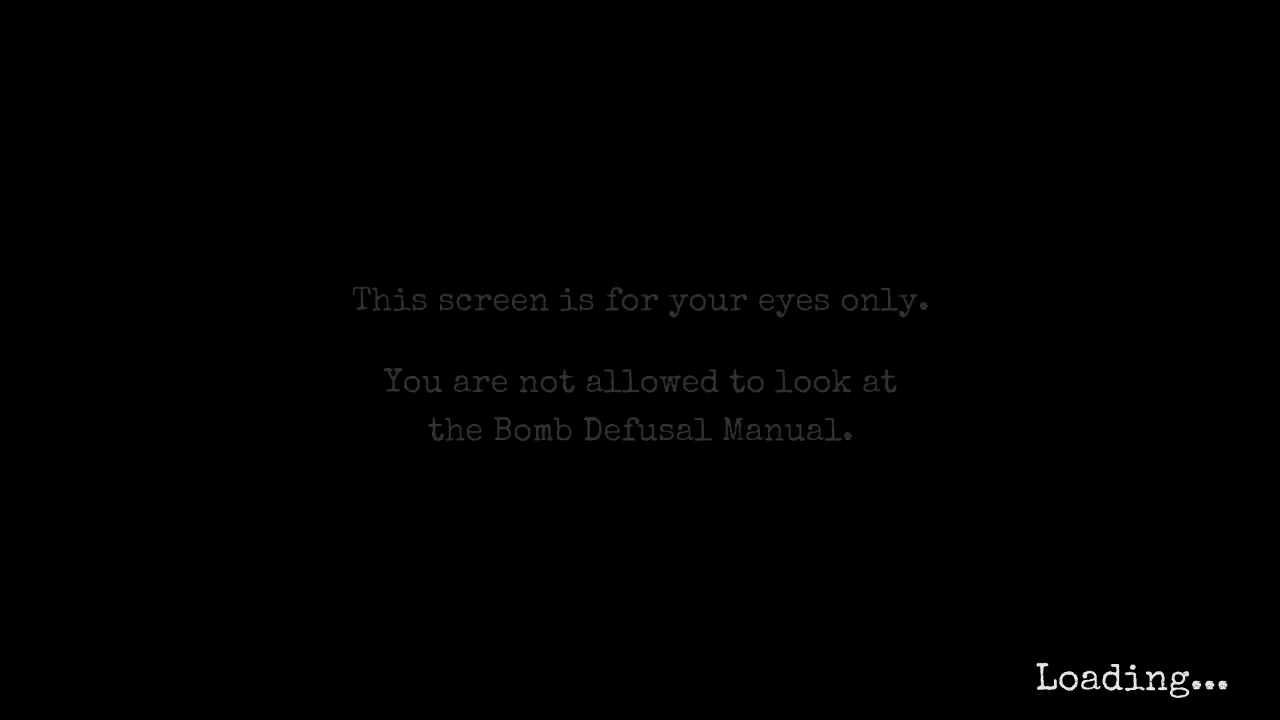 This screen is for your eyes only.
You are not allowed to look at
the Bomb Defusal Manual.
Loading...